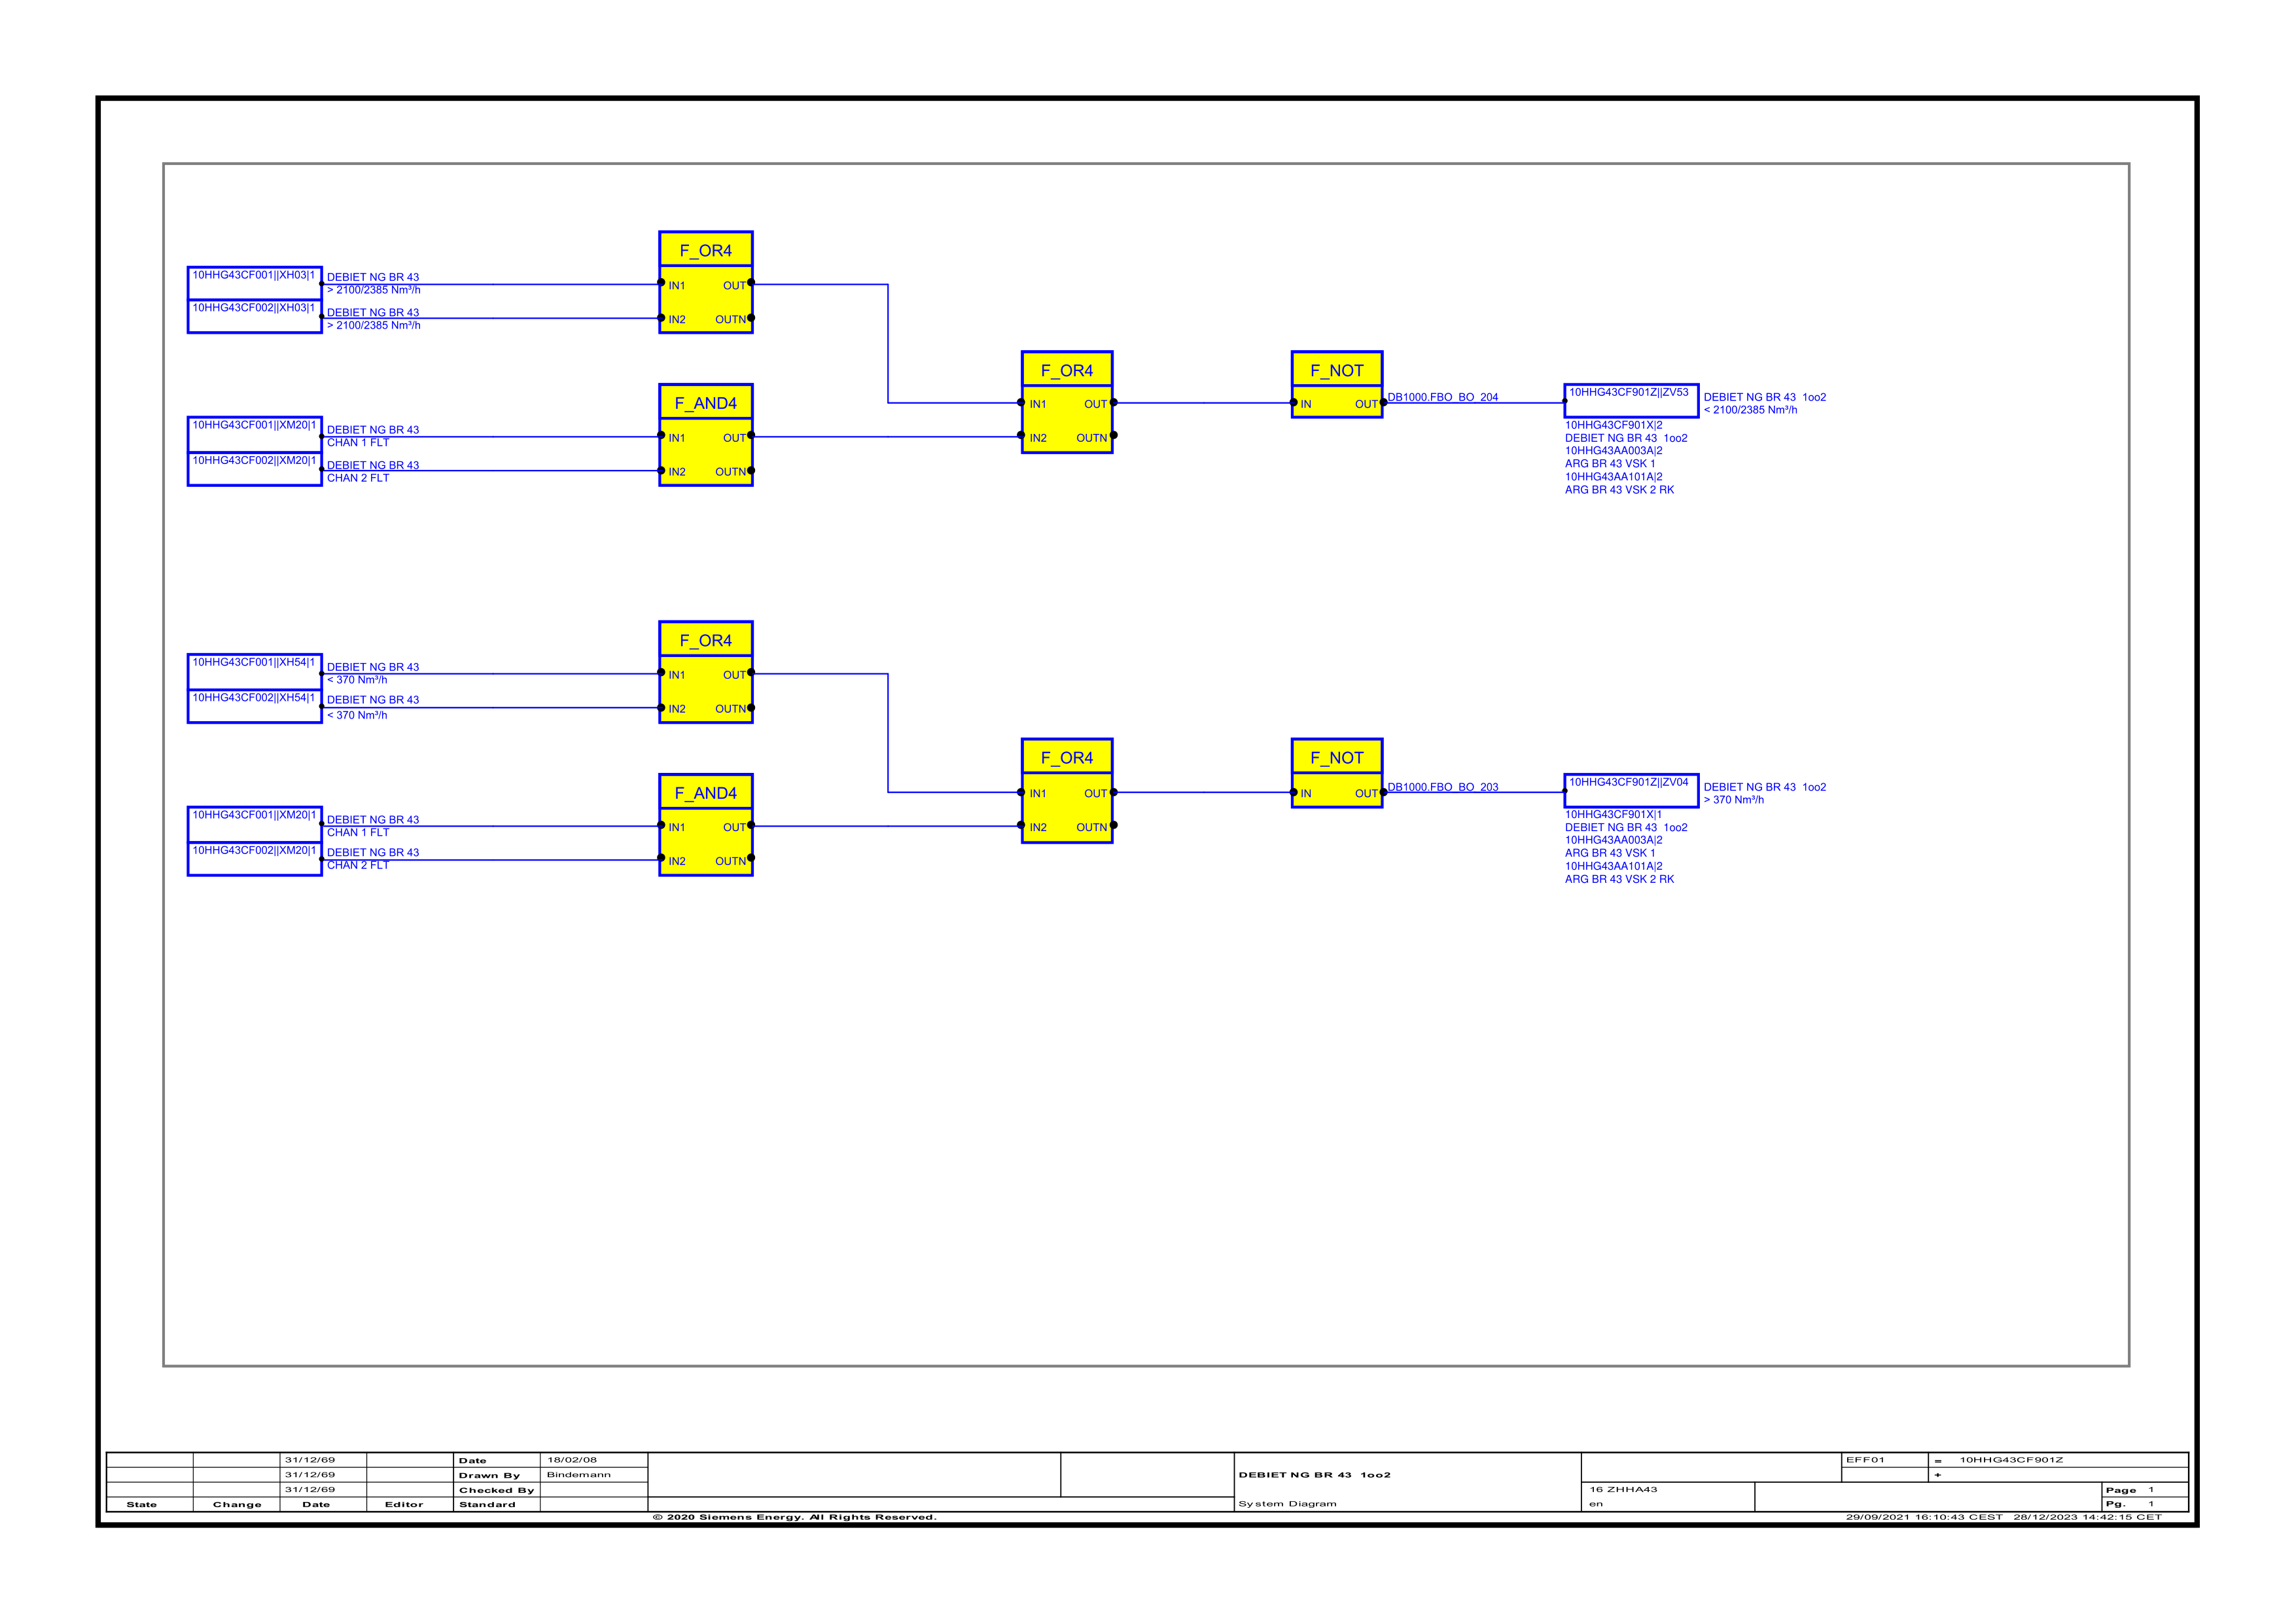 F_OR4
10HHG43CF001||XH03|1
DEBIET NG BR 43
> 2100/2385 Nm³/h
IN1 OUT
10HHG43CF002||XH03|1
DEBIET NG BR 43
> 2100/2385 Nm³/h
IN2 OUTN
F_OR4
IN1 OUT
IN2 OUTN
F_NOT
IN OUT
DB1000.FBO_BO_204
10HHG43CF901Z||ZV53
DEBIET NG BR 43 1oo2
< 2100/2385 Nm³/h
10HHG43CF901X|2
DEBIET NG BR 43 1oo2
10HHG43AA003A|2
ARG BR 43 VSK 1
10HHG43AA101A|2
ARG BR 43 VSK 2 RK
F_AND4
10HHG43CF001||XM20|1
DEBIET NG BR 43
CHAN 1 FLT
IN1 OUT
10HHG43CF002||XM20|1
DEBIET NG BR 43
CHAN 2 FLT
IN2 OUTN
F_OR4
10HHG43CF001||XH54|1
DEBIET NG BR 43
< 370 Nm³/h
IN1 OUT
10HHG43CF002||XH54|1
DEBIET NG BR 43
< 370 Nm³/h
IN2 OUTN
F_OR4
IN1 OUT
IN2 OUTN
F_NOT
IN OUT
DB1000.FBO_BO_203
10HHG43CF901Z||ZV04
DEBIET NG BR 43 1oo2
> 370 Nm³/h
10HHG43CF901X|1
DEBIET NG BR 43 1oo2
10HHG43AA003A|2
ARG BR 43 VSK 1
10HHG43AA101A|2
ARG BR 43 VSK 2 RK
F_AND4
10HHG43CF001||XM20|1
DEBIET NG BR 43
CHAN 1 FLT
IN1 OUT
10HHG43CF002||XM20|1
DEBIET NG BR 43
CHAN 2 FLT
IN2 OUTN
31/12/69 Date 18/02/08
31/12/69 Drawn By Bindemann
31/12/69 Checked By
State Change Date Editor Standard
DEBIET NG BR 43 1oo2
System Diagram
16 ZHHA43
en
EFF01 = 10HHG43CF901Z
+
Page 1
Pg. 1
© 2020 Siemens Energy. All Rights Reserved.
29/09/2021 16:10:43 CEST 28/12/2023 14:42:15 CET